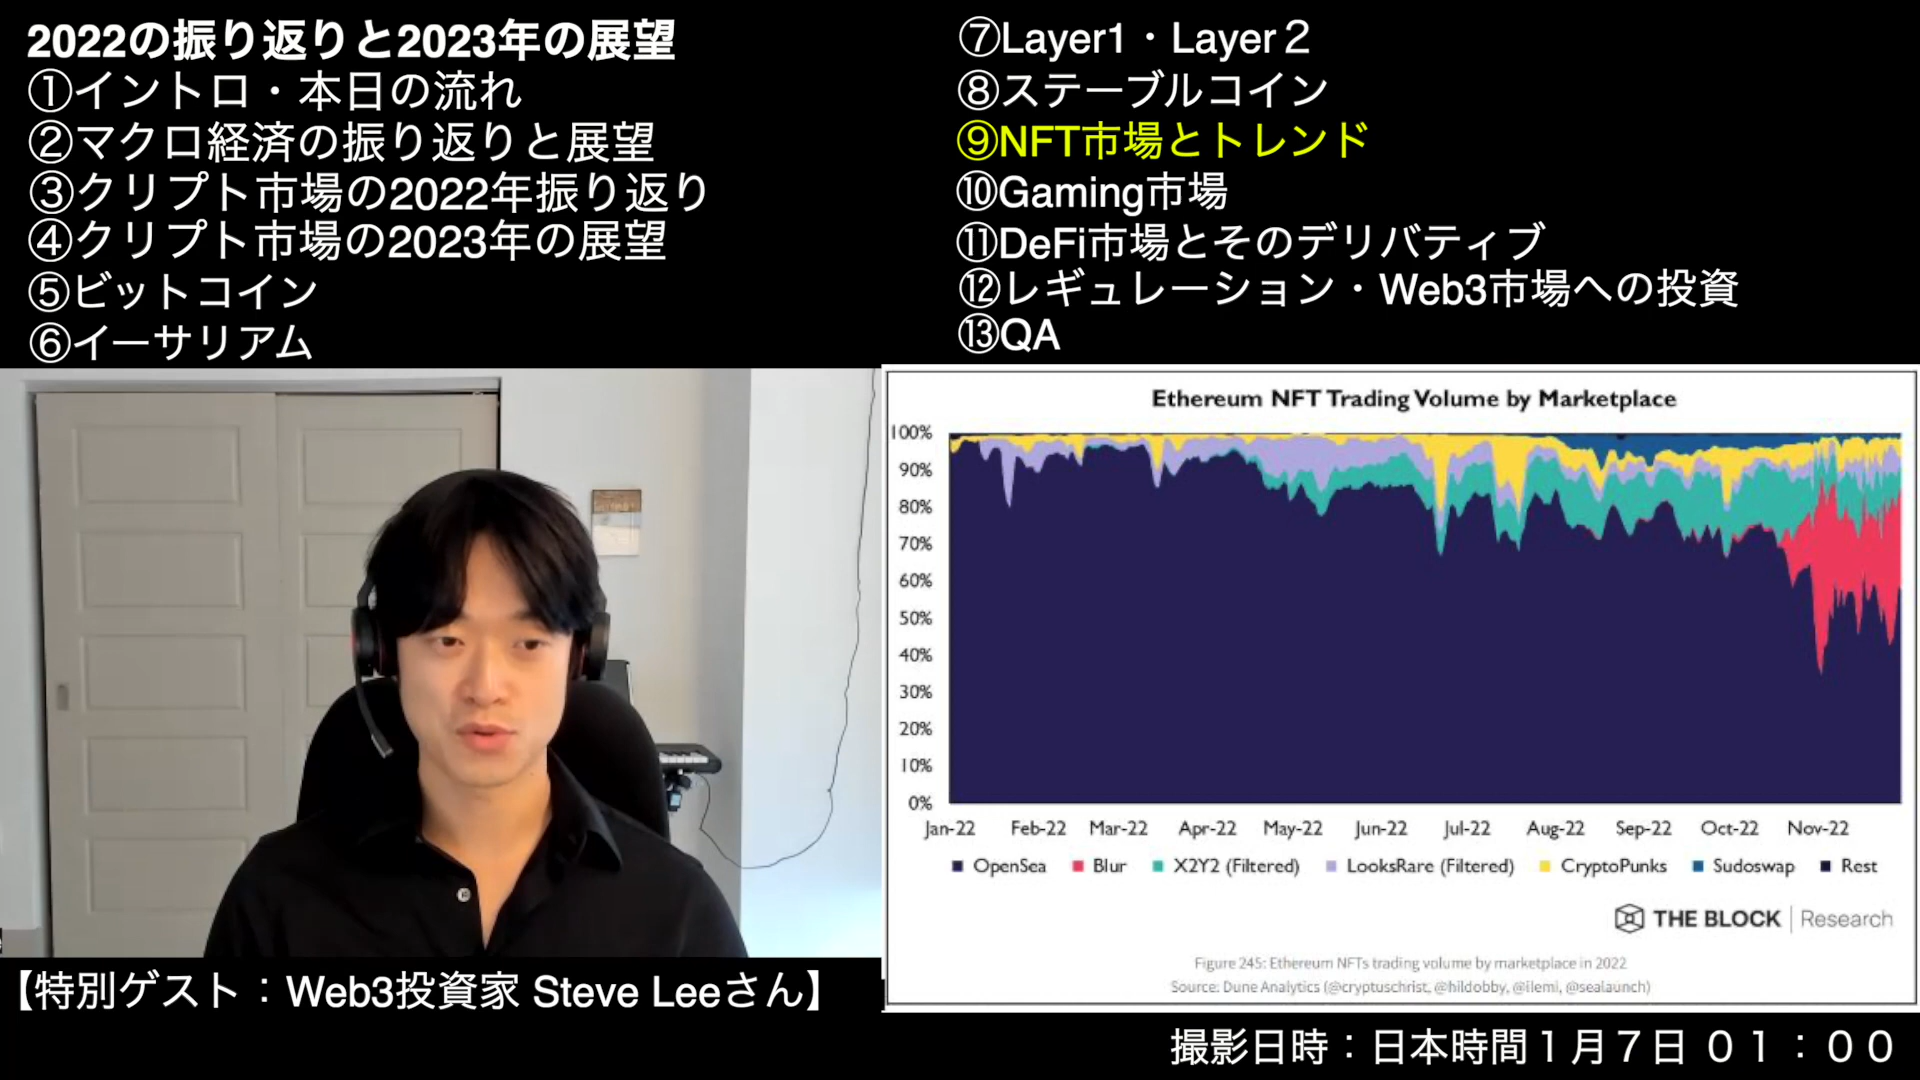 2022の振り返りと2023年の展望
①イントロ・本日の流れ
②マクロ経済の振り返りと展望
③クリプト市場の2022年振り返り
④クリプト市場の2023年の展望
⑤ビットコイン
⑥イーサリアム
⑦Layer1・Layer２
⑧ステーブルコイン
⑨NFT市場とトレンド
⑩Gaming市場
⑪DeFi市場とそのデリバティブ
⑫レギュレーション・Web3市場への投資
⑬QA
Ethereum NFT Trading Volume by Marketplace
100%
90%
80%
70%
60%
50%
40%
30%
20%
10%
0%
Jan-22 Feb-22 Mar-22 Apr-22 May-22 Jun-22 Jul-22 Aug-22 Sep-22 Oct-22 Nov-22
OpenSea Blur X2Y2 (Filtered) LooksRare (Filtered) CryptoPunks Sudoswap Rest
THE BLOCK | Research
Figure 245: Ethereum NFTs trading volume by marketplace in 2022
Source: Dune Analytics (@cryptuschrist, @hildobby, @ilemi, @sealaunch)
【特別ゲスト：Web3投資家 Steve Leeさん】
撮影日時：日本時間１月７日 ０１：００